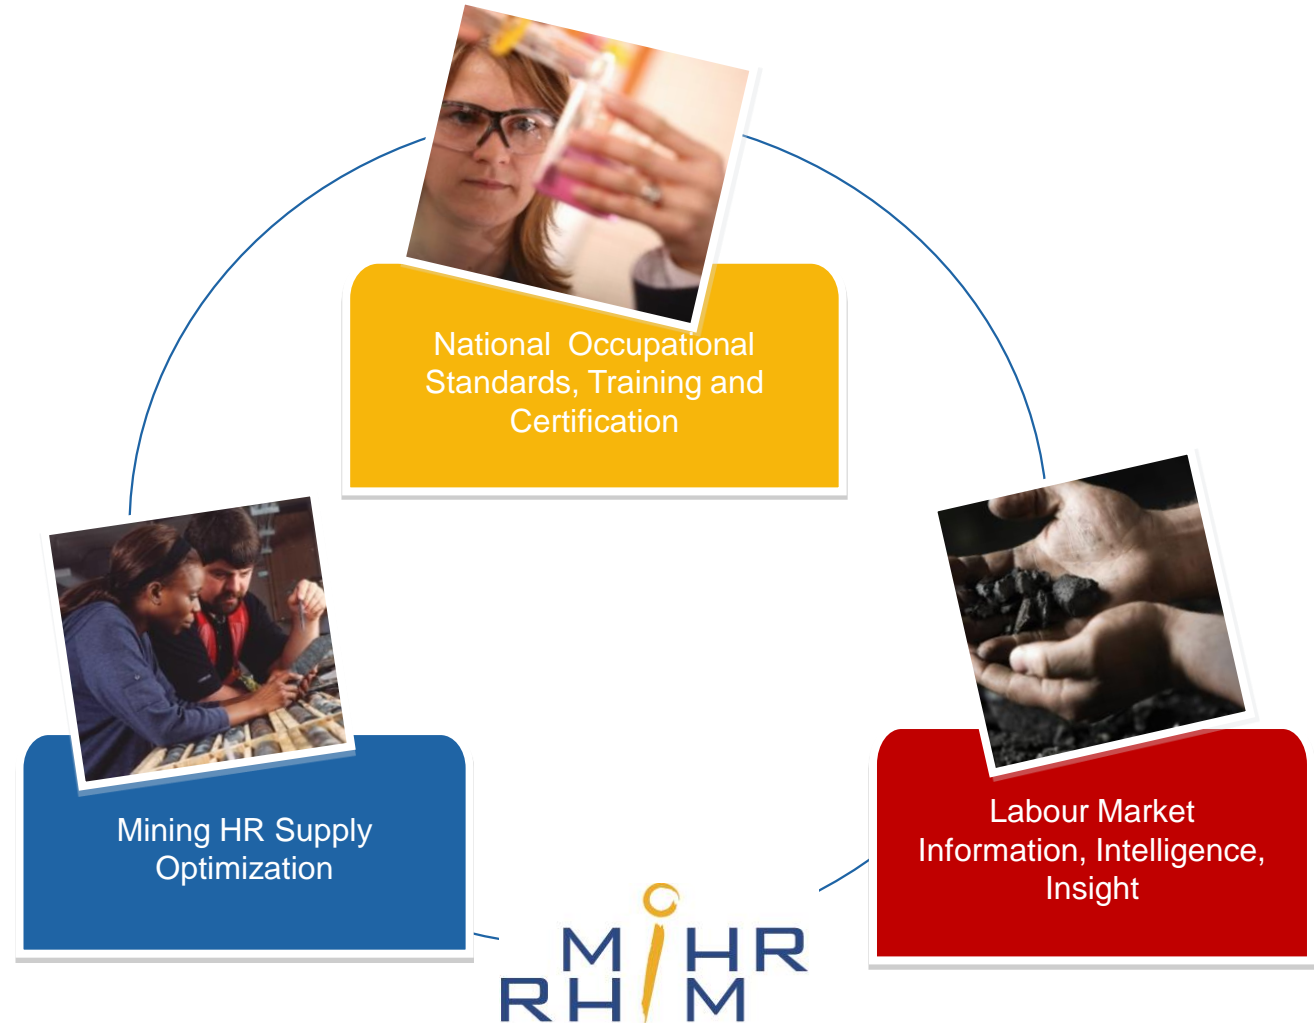 National  Occupational
Standards, Training and
Certification
Mining HR Supply
Optimization
Labour Market
Information, Intelligence,
Insight
MiHR
RHiM